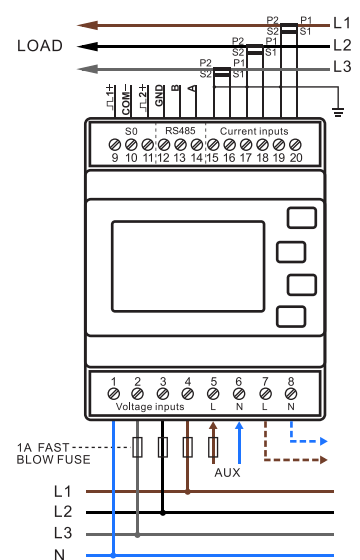 P2 P1 L1
S2 S1
LOAD P2 P1 L2
S2 S1
P2 P1 L3
S2 S1
1+ COM− 2+ GND B A
S0 RS485 Current inputs
9 10 11 12 13 14 15 16 17 18 19 20
1 2 3 4 5 6 7 8
Voltage inputs L N L N
1A FAST
BLOW FUSE
AUX
L1
L2
L3
N